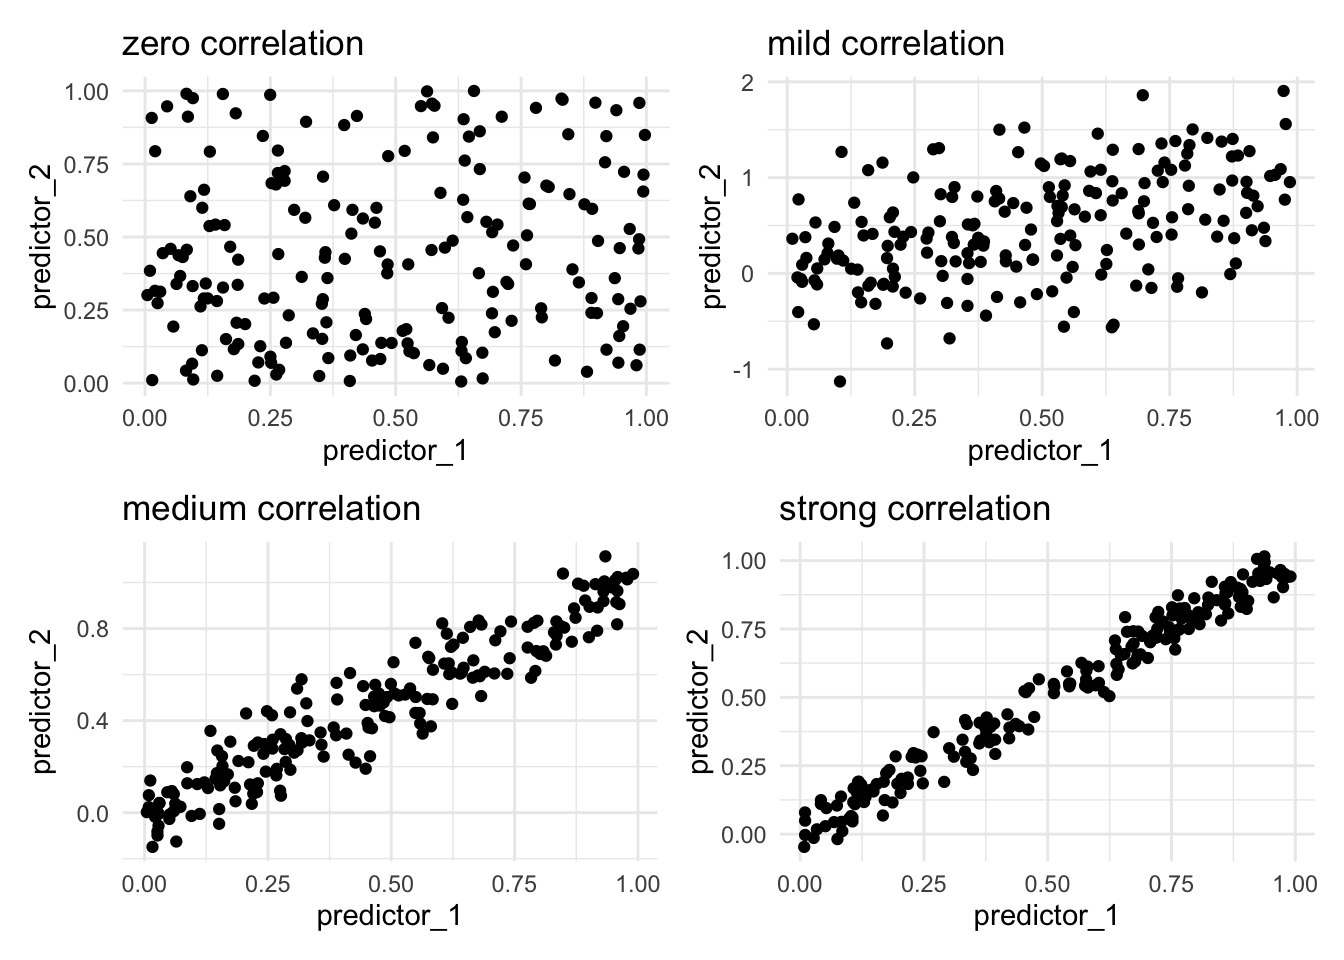 zero correlation
1.00
0.75
0.50
0.25
0.00
predictor_2
0.00 0.25 0.50 0.75 1.00
predictor_1
mild correlation
2
1
0
-1
predictor_2
0.00 0.25 0.50 0.75 1.00
predictor_1
medium correlation
0.8
0.4
0.0
predictor_2
0.00 0.25 0.50 0.75 1.00
predictor_1
strong correlation
1.00
0.75
0.50
0.25
0.00
predictor_2
0.00 0.25 0.50 0.75 1.00
predictor_1